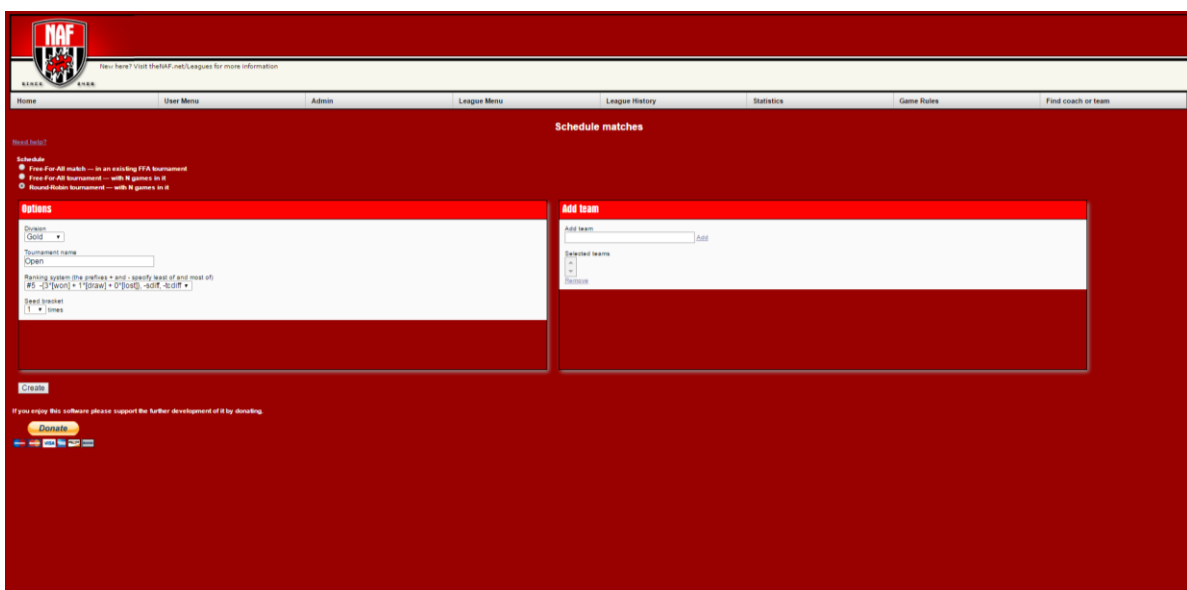 NAF
SINCE
New here? Visit theNAF.net/Leagues for more information
Home User Menu Admin League Menu League History Statistics Game Rules Find coach or team
Schedule matches
Need help?
Schedule
Free-For-All match --- in an existing FFA tournament
Free-For-All tournament --- with N games in it
Round-Robin tournament --- with N games in it
Options
Division
Gold
Tournament name
Open
Ranking system (the prefixes + and - specify least of and most of)
#5 -{3*[won] + 1*[draw] + 0*[lost]}, -sdiff, -tcdiff
Seed bracket
1 times
Add team
Add team
Add
Selected teams
Remove
Create
If you enjoy this software please support the further development of it by donating.
Donate
VISA